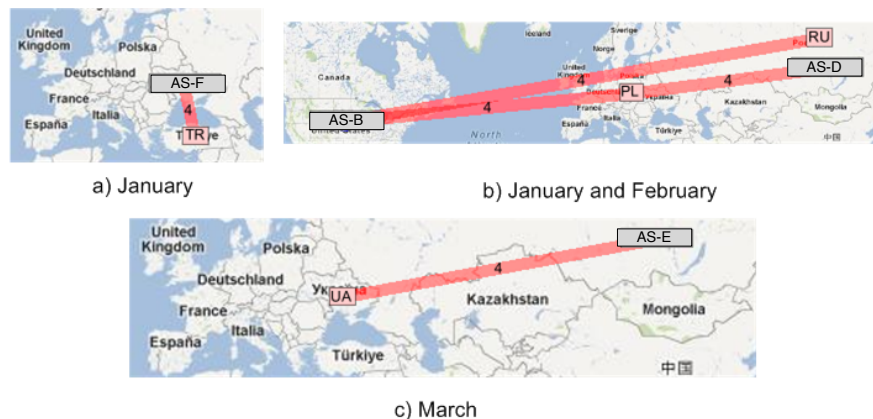 United
Kingdom
Polska
Deutschland
AS-F
France
4
España
Italia
TR
a) January
Iceland
Sverige
Norge
RU
Canada
United
Kingdom
4
AS-D
Deutschland
Polska
PL
4
4
AS-B
France
Україна
Kazakhstan
Mongolia
United States
North
España
Italia
Türkiye
中国
b) January and February
United
Kingdom
Polska
AS-E
Deutschland
4
UA
France
Kazakhstan
Mongolia
Italia
España
Türkiye
中国
c) March